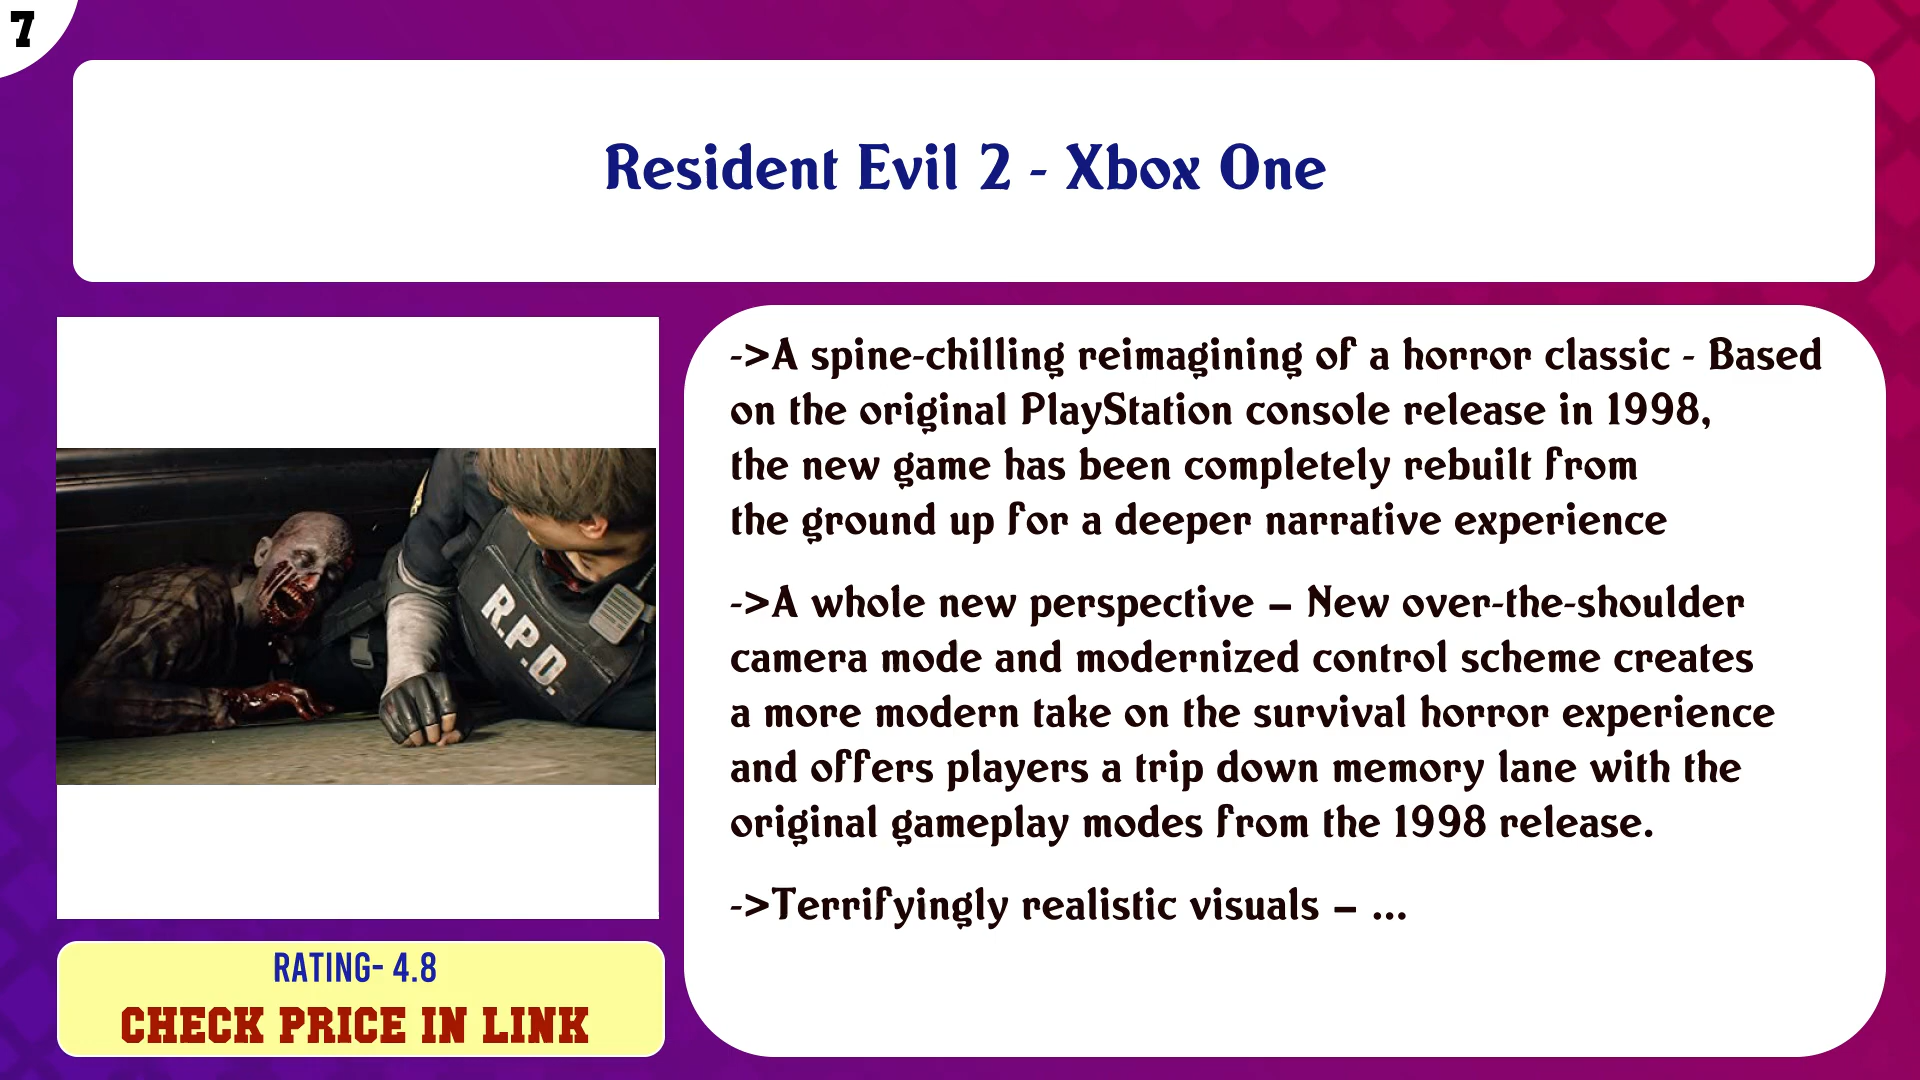 7
Resident Evil 2 - Xbox One
->A spine-chilling reimagining of a horror classic - Based
on the original PlayStation console release in 1998,
the new game has been completely rebuilt from
the ground up for a deeper narrative experience
->A whole new perspective – New over-the-shoulder
camera mode and modernized control scheme creates
a more modern take on the survival horror experience
and offers players a trip down memory lane with the
original gameplay modes from the 1998 release.
->Terrifyingly realistic visuals – ...
R.P.D.
RATING- 4.8
CHECK PRICE IN LINK